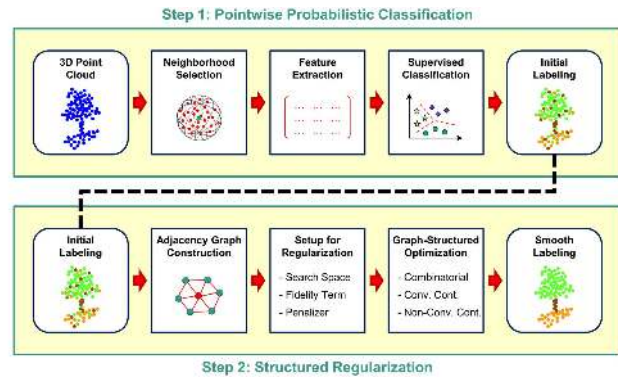 Step 1: Pointwise Probabilistic Classification
3D Point
Cloud
Neighborhood
Selection
Feature
Extraction
Supervised
Classification
Initial
Labeling
Initial
Labeling
Adjacency Graph
Construction
Setup for
Regularization
- Search Space
- Fidelity Term
- Penalizer
Graph-Structured
Optimization
- Combinatorial
- Conv. Cont.
- Non-Conv. Cont.
Smooth
Labeling
Step 2: Structured Regularization